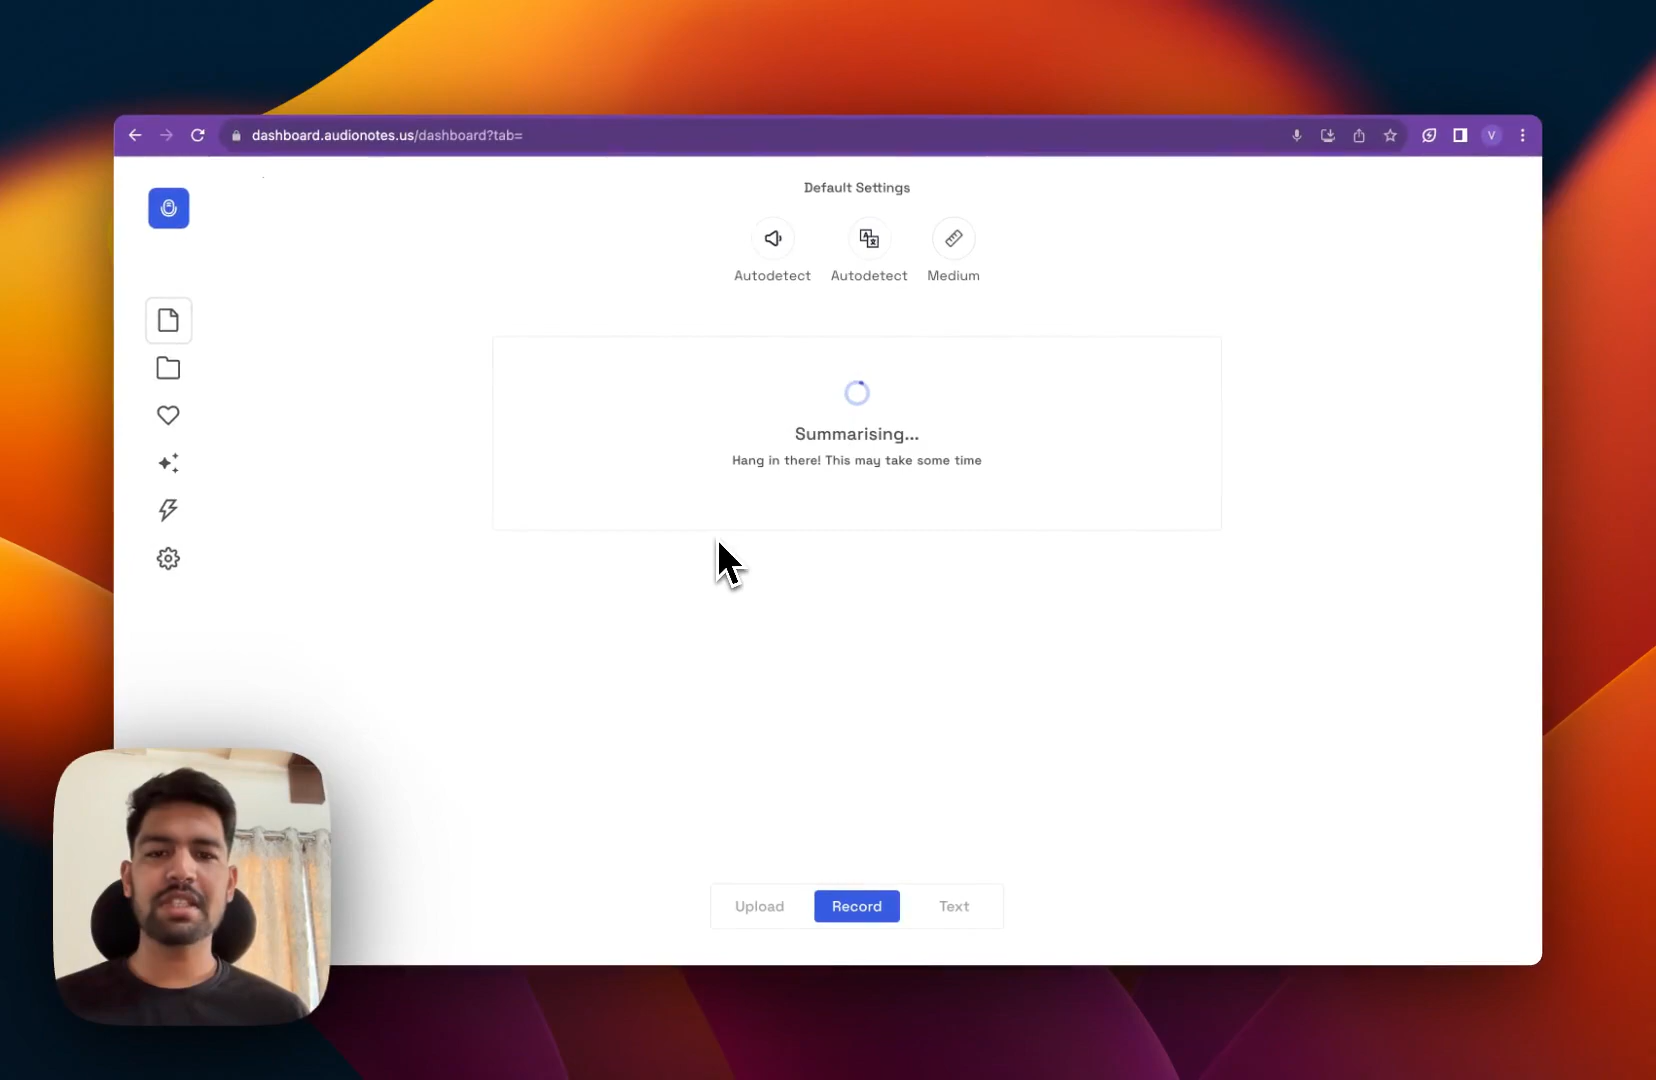 dashboard.audionotes.us/dashboard?tab=
V
Default Settings
Autodetect
Autodetect
Medium
Summarising...
Hang in there! This may take some time
Upload
Record
Text